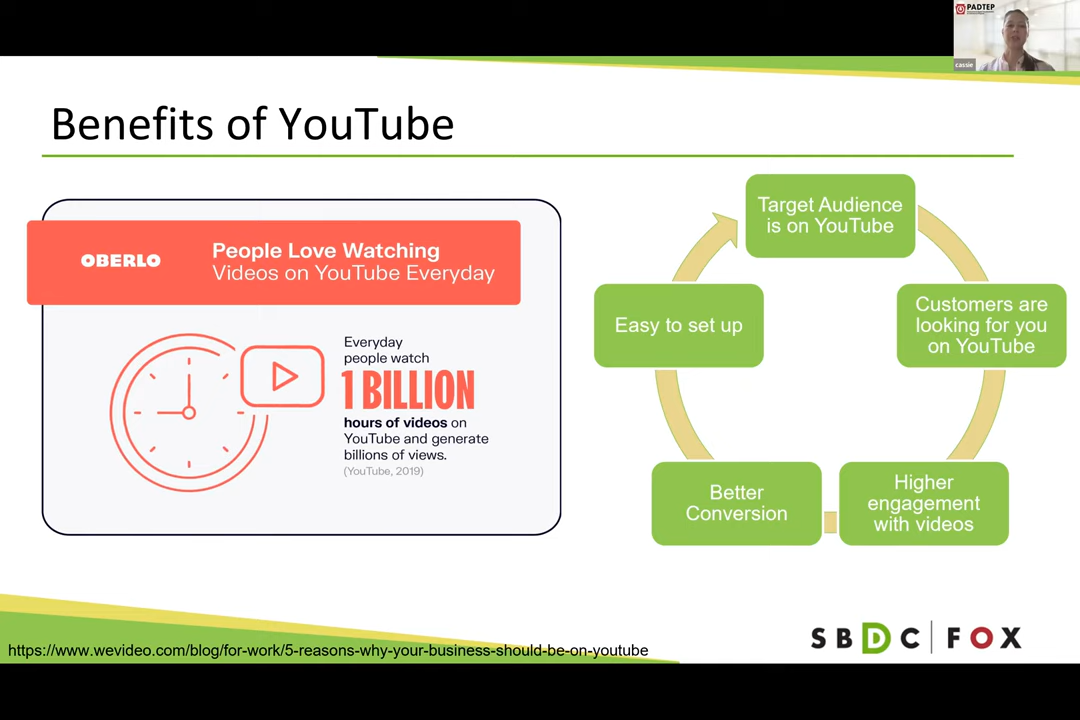 PADTEP
cassie
Benefits of YouTube
OBERLO
People Love Watching
Videos on YouTube Everyday
Everyday
people watch
1 BILLION
hours of videos on
YouTube and generate
billions of views.
(YouTube, 2019)
Target Audience
is on YouTube
Customers are
looking for you
on YouTube
Higher
engagement
with videos
Better
Conversion
Easy to set up
https://www.wevideo.com/blog/for-work/5-reasons-why-your-business-should-be-on-youtube
SBDC FOX